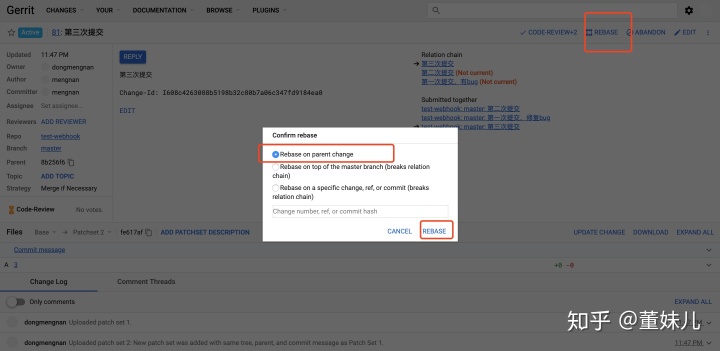 Gerrit CHANGES YOUR DOCUMENTATION BROWSE PLUGINS
Active 81: 第三次提交 CODE-REVIEW+2 REBASE ABANDON EDIT
Updated 11:47 PM
Owner dongmengnan
Author mengnan
Committer mengnan
Assignee Set assignee...
Reviewers ADD REVIEWER
Repo test-webhook
Branch master
Parent 8b256f6
Topic ADD TOPIC
Strategy Merge if Necessary
Code-Review No votes.
REPLY
第三次提交
Change-Id: I608c4263088b5198b32c00b7a06c347fd9184ea0
EDIT
Relation chain
第三次提交
第二次提交 (Not current)
第一次提交，有bug (Not current)
Submitted together
test-webhook: master: 第二次提交
test-webhook: master: 第一次提交，修复bug
test-webhook: master: 第三次提交
Confirm rebase
Rebase on parent change
Rebase on top of the master branch (breaks relation
chain)
Rebase on a specific change, ref, or commit (breaks
relation chain)
Change number, ref, or commit hash
CANCEL REBASE
Files Base → Patchset 2 fe617af ADD PATCHSET DESCRIPTION UPDATE CHANGE DOWNLOAD EXPAND ALL
Commit message
A 3 +0 -0
Change Log Comment Threads
Only comments EXPAND ALL
dongmengnan Uploaded patch set 1.
dongmengnan Uploaded patch set 2: New patch set was added with same tree, parent, and commit message as Patch Set 1. 11:47 PM
知乎 @董妹儿